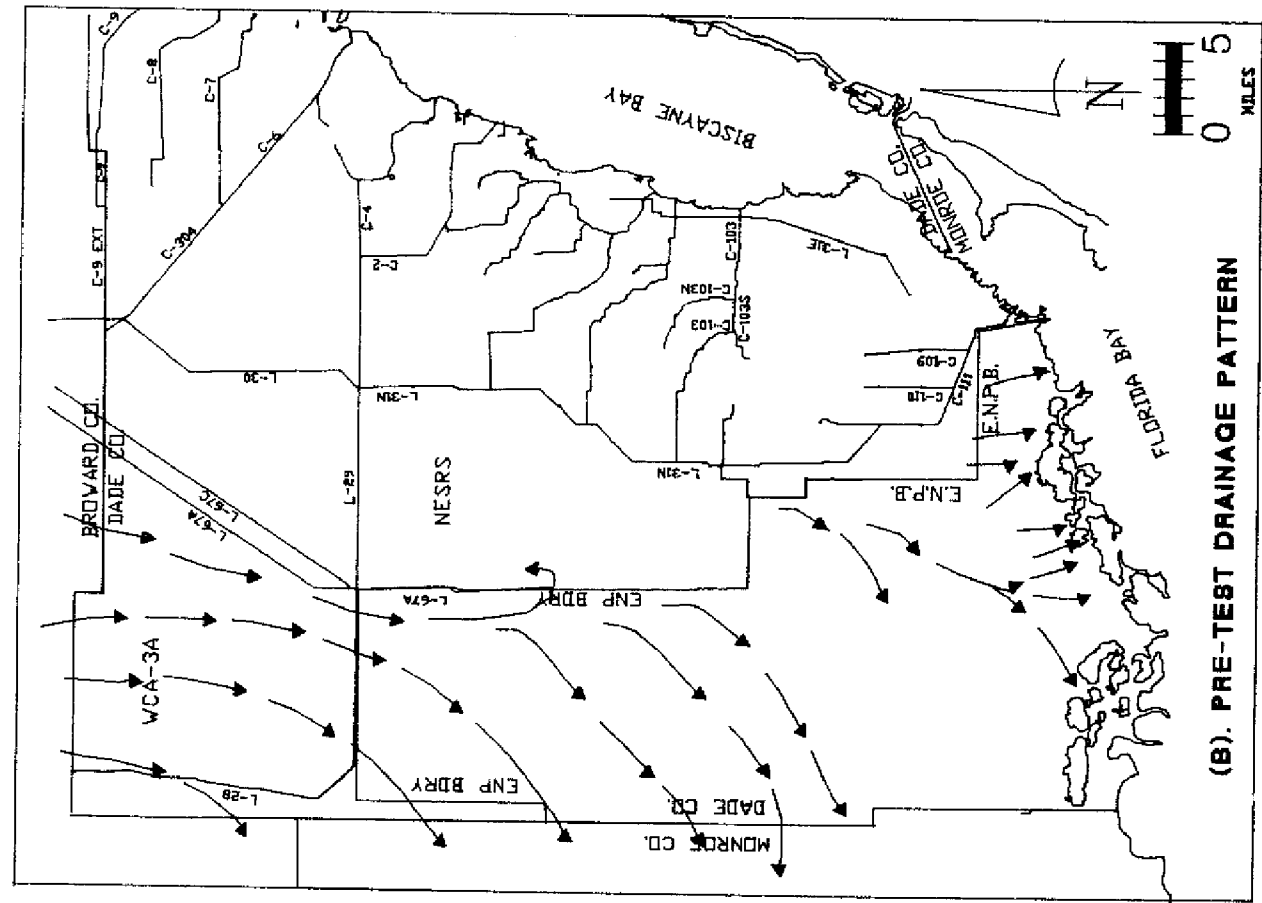 BROWARD CO.
DADE CO.
C-9 EXT
C-9
C-8
C-7
C-6
C-304
L-67A
L-67C
L-30
WCA-3A
L-28
L-29
C-4
C-2
L-31N
NESRS
L-67A
ENP BDRY
ENP BDRY
BISCAYNE BAY
C-103
C-103N
C-103
C-103S
L-31E
L-31N
DADE CO.
MONROE CO.
DADE CO.
MONROE CO.
C-109
C-110
C-111
E.N.P.B.
E.N.P.B.
FLORIDA BAY
N
0 5
MILES
(B). PRE-TEST DRAINAGE PATTERN